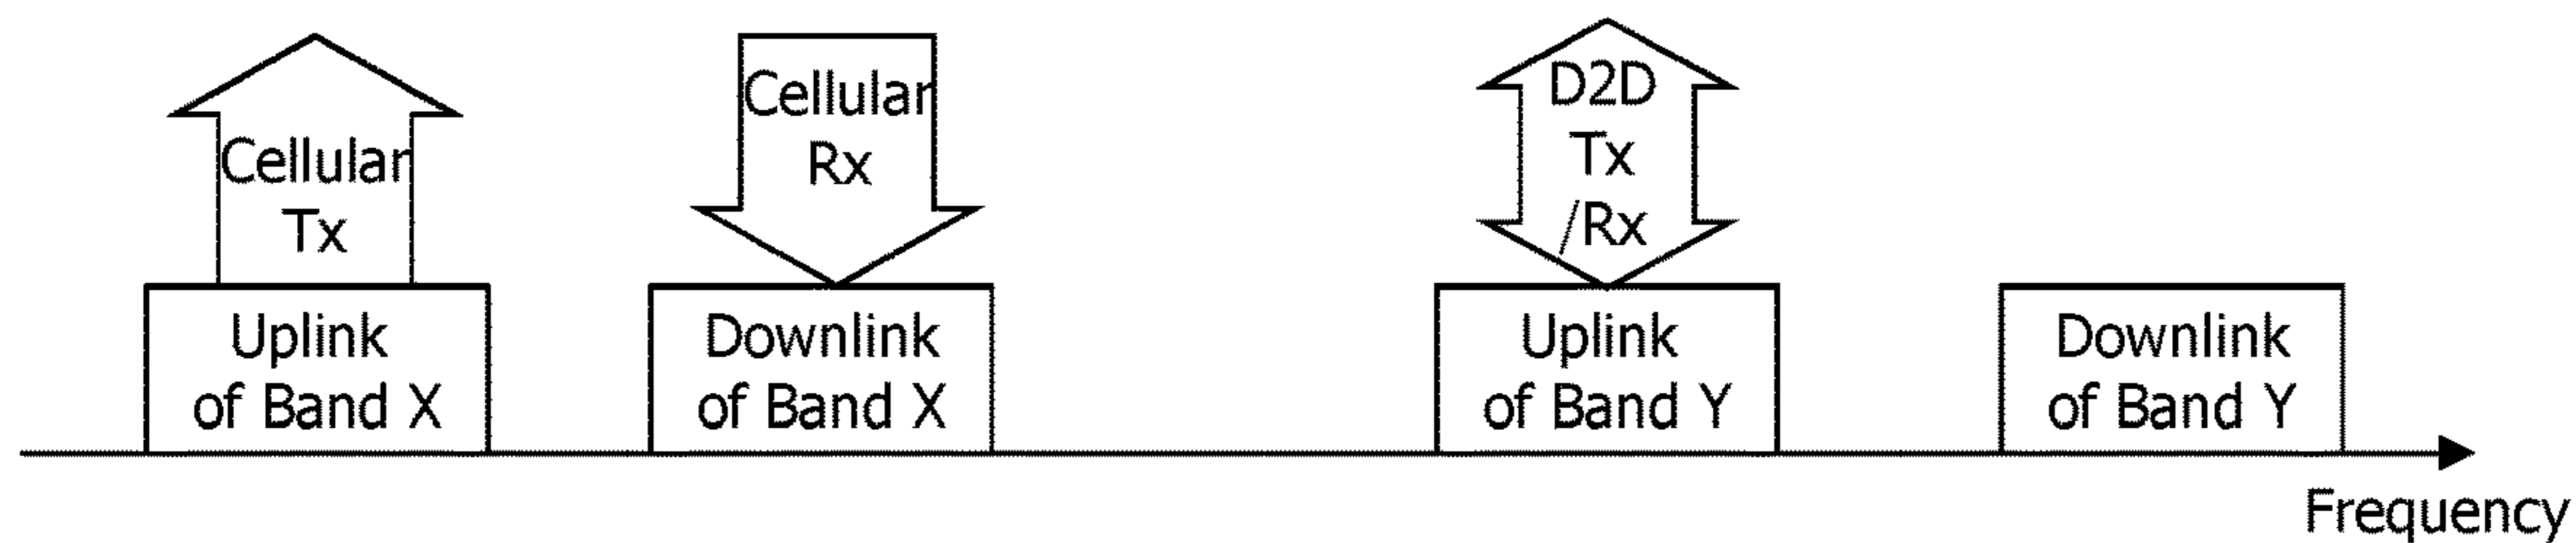 Cellular
Tx
Cellular
Rx
D2D
Tx
/Rx
Uplink
of Band X
Downlink
of Band X
Uplink
of Band Y
Downlink
of Band Y
Frequency